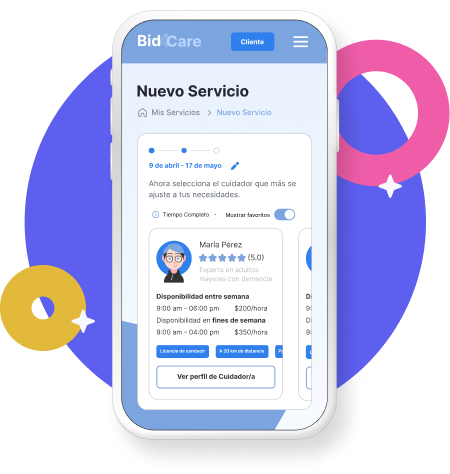 Bid4Care
Cliente
Nuevo Servicio
Mis Servicios > Nuevo Servicio
9 de abril - 17 de mayo
Ahora selecciona el cuidador que más se
ajuste a tus necesidades.
Tiempo Completo
Mostrar favoritos
María Pérez
(5.0)
Experta en adultos
mayores con demencia
Disponibilidad entre semana
9:00 am - 06:00 pm $200/hora
Disponibilidad en fines de semana
9:00 am - 04:00 pm $350/hora
Licencia de conducir
A 20 km de distancia
Ver perfil de Cuidador/a